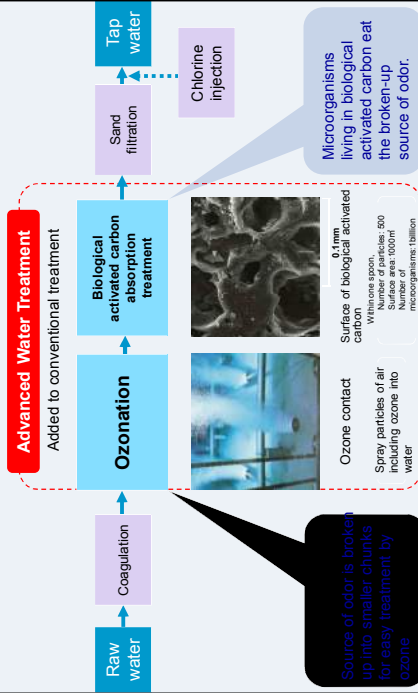 Advanced Water Treatment
Added to conventional treatment
Raw
water
Coagulation
Ozonation
Biological
activated carbon
absorption
treatment
Sand
filtration
Tap
water
Chlorine
injection
Ozone contact
Spray particles of air
including ozone into
water
0.1mm
Surface of biological activated
carbon
Within one spoon,
Number of particles: 500
Surface area: 1000㎡
Number of
microorganisms: 1billlion
Source of odor is broken
up into smaller chunks
for easy treatment by
ozone
Microorganisms
living in biological
activated carbon eat
the broken-up
source of odor.